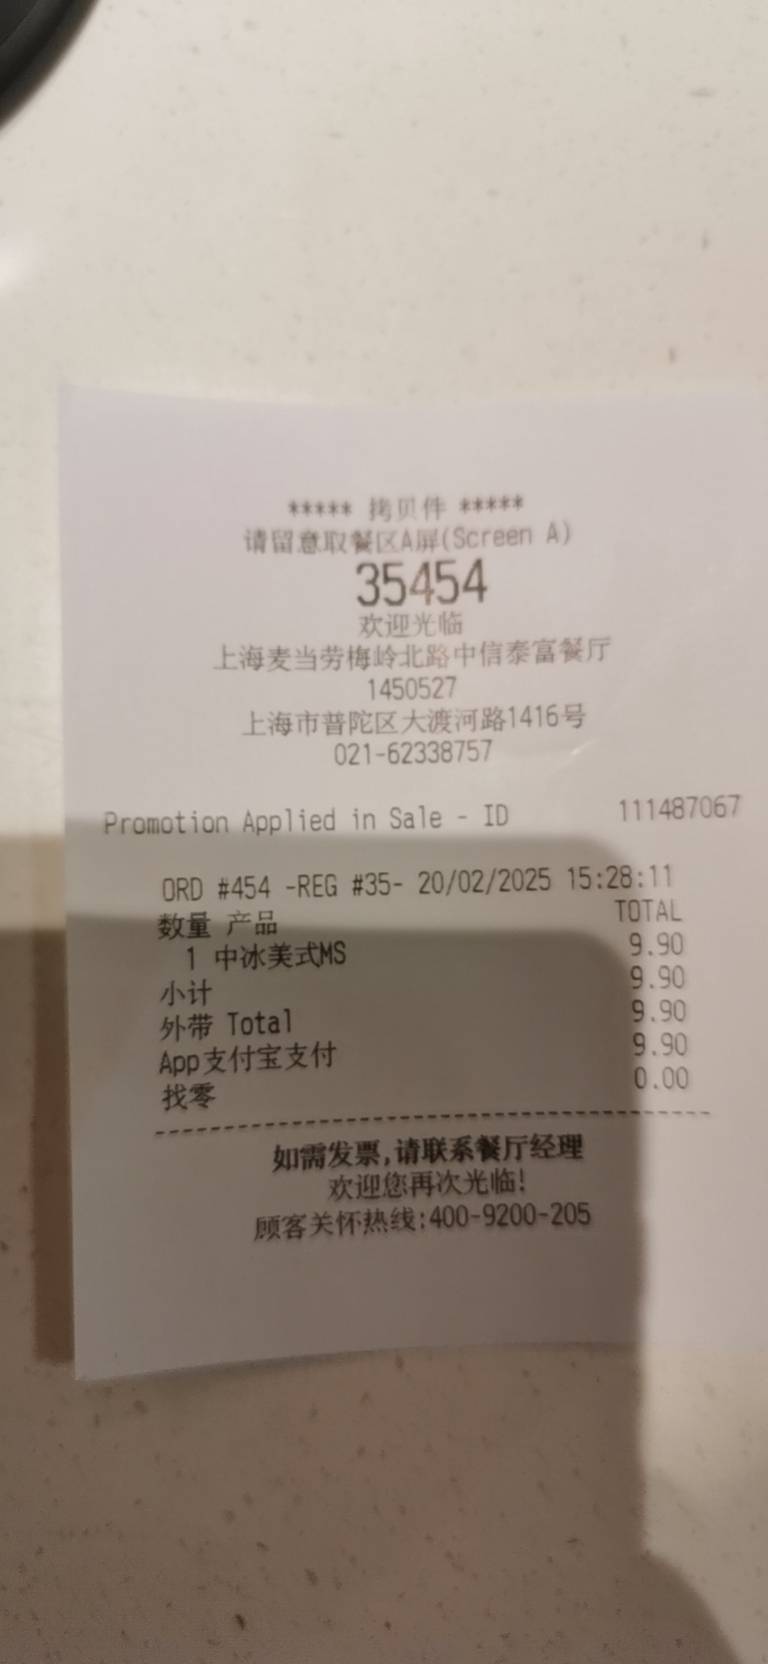 ***** 拷贝件 *****
请留意取餐区A屏(Screen A)
35454
欢迎光临
上海麦当劳梅岭北路中信泰富餐厅
1450527
上海市普陀区大渡河路1416号
021-62338757
Promotion Applied in Sale - ID 111487067
ORD #454 -REG #35- 20/02/2025 15:28:11
数量 产品 TOTAL
1 中冰美式MS 9.90
小计 9.90
外带 Total 9.90
App支付宝支付 9.90
找零 0.00
如需发票,请联系餐厅经理
欢迎您再次光临!
顾客关怀热线:400-9200-205